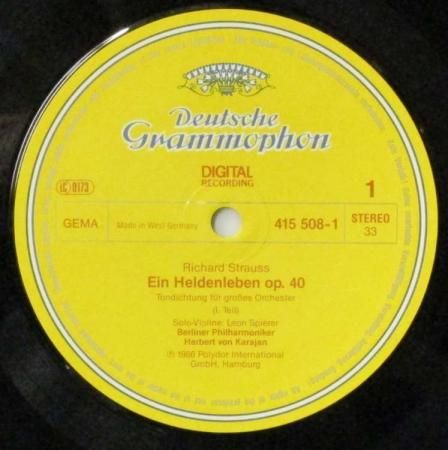 Deutsche
Grammophon
DIGITAL
RECORDING
LC 0173
1
GEMA
Made in West Germany
415 508-1
STEREO
33
Richard Strauss
Ein Heldenleben op. 40
Tondichtung für großes Orchester
(I. Teil)
Solo-Violine: Leon Spierer
Berliner Philharmoniker
Herbert von Karajan
℗ 1986 Polydor International
GmbH, Hamburg